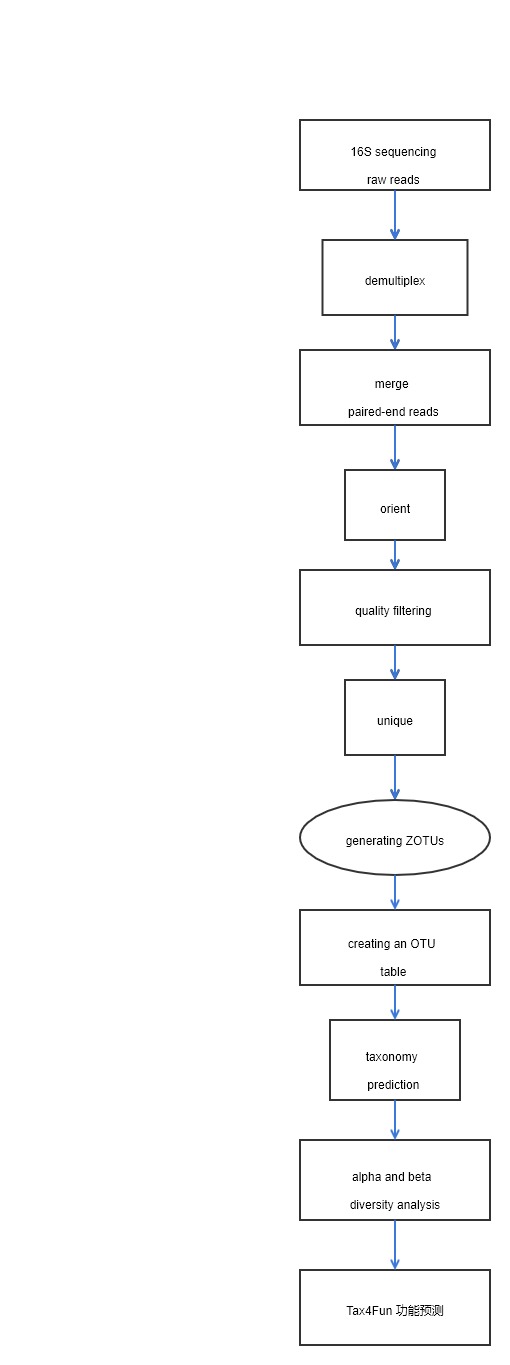 16S sequencing
raw reads
demultiplex
merge
paired-end reads
orient
quality filtering
unique
generating ZOTUs
creating an OTU
table
taxonomy
prediction
alpha and beta
diversity analysis
Tax4Fun 功能预测